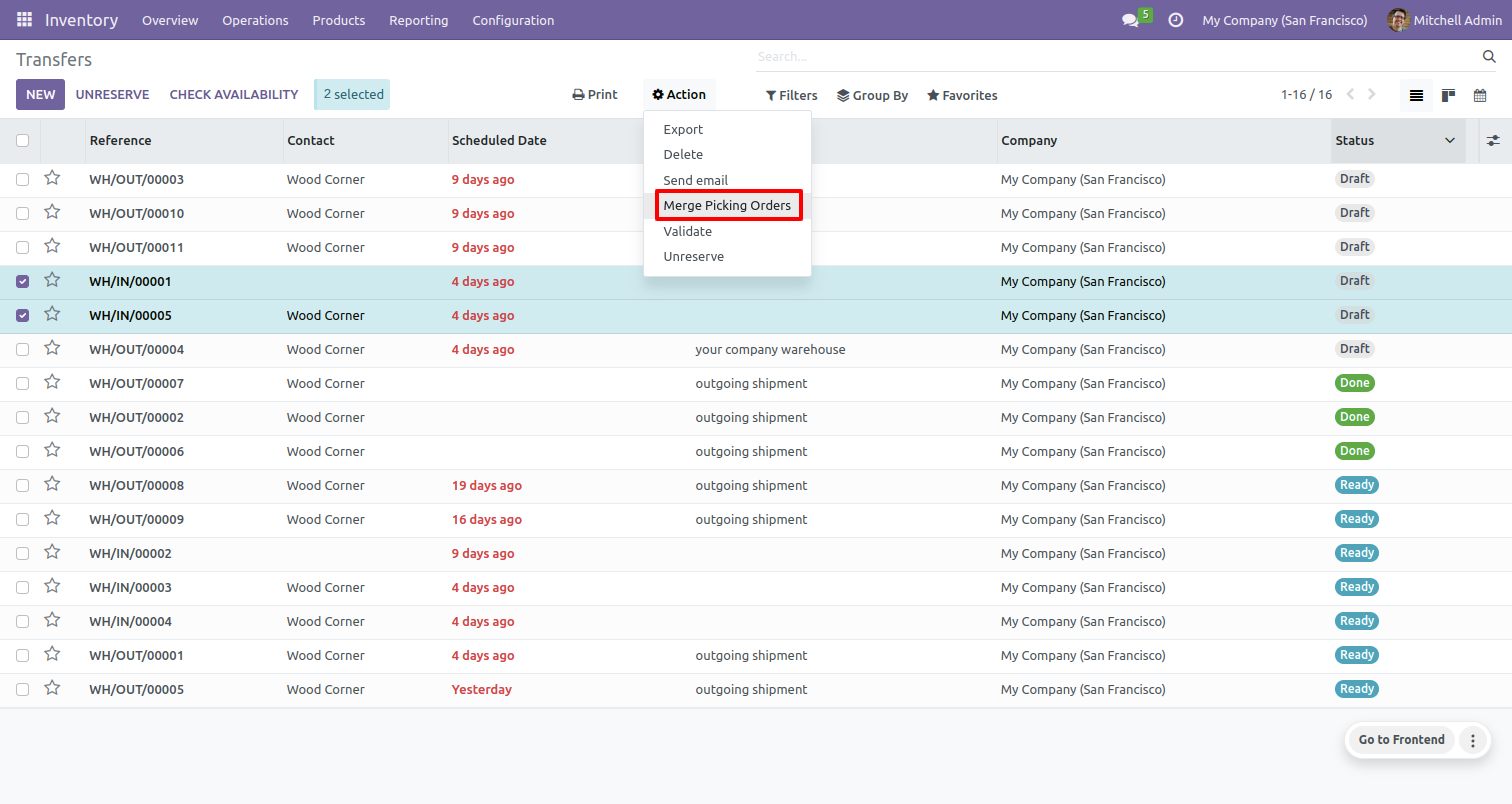 Inventory Overview Operations Products Reporting Configuration 5 My Company (San Francisco) Mitchell Admin
Transfers Search...
NEW UNRESERVE CHECK AVAILABILITY 2 selected Print Action Filters Group By Favorites 1-16 / 16
Export
Delete
Send email
Merge Picking Orders
Validate
Unreserve
Reference Contact Scheduled Date Company Status
WH/OUT/00003 Wood Corner 9 days ago My Company (San Francisco) Draft
WH/OUT/00010 Wood Corner 9 days ago My Company (San Francisco) Draft
WH/OUT/00011 Wood Corner 9 days ago My Company (San Francisco) Draft
WH/IN/00001 4 days ago My Company (San Francisco) Draft
WH/IN/00005 Wood Corner 4 days ago My Company (San Francisco) Draft
WH/OUT/00004 Wood Corner 4 days ago your company warehouse My Company (San Francisco) Draft
WH/OUT/00007 Wood Corner outgoing shipment My Company (San Francisco) Done
WH/OUT/00002 Wood Corner outgoing shipment My Company (San Francisco) Done
WH/OUT/00006 Wood Corner outgoing shipment My Company (San Francisco) Done
WH/OUT/00008 Wood Corner 19 days ago outgoing shipment My Company (San Francisco) Ready
WH/OUT/00009 Wood Corner 16 days ago outgoing shipment My Company (San Francisco) Ready
WH/IN/00002 9 days ago My Company (San Francisco) Ready
WH/IN/00003 Wood Corner 4 days ago My Company (San Francisco) Ready
WH/IN/00004 Wood Corner 4 days ago My Company (San Francisco) Ready
WH/OUT/00001 Wood Corner 4 days ago outgoing shipment My Company (San Francisco) Ready
WH/OUT/00005 Wood Corner Yesterday outgoing shipment My Company (San Francisco) Ready
Go to Frontend